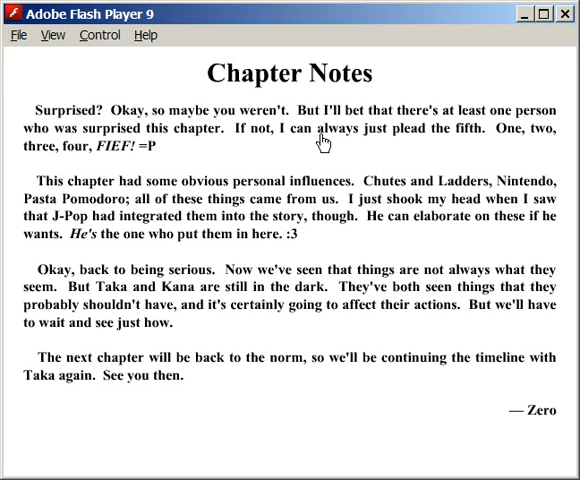 Adobe Flash Player 9
File View Control Help
Chapter Notes
Surprised? Okay, so maybe you weren't. But I'll bet that there's at least one person
who was surprised this chapter. If not, I can always just plead the fifth. One, two,
three, four, FIEF! =P
This chapter had some obvious personal influences. Chutes and Ladders, Nintendo,
Pasta Pomodoro; all of these things came from us. I just shook my head when I saw
that J-Pop had integrated them into the story, though. He can elaborate on these if he
wants. He's the one who put them in here. :3
Okay, back to being serious. Now we've seen that things are not always what they
seem. But Taka and Kana are still in the dark. They've both seen things that they
probably shouldn't have, and it's certainly going to affect their actions. But we'll have
to wait and see just how.
The next chapter will be back to the norm, so we'll be continuing the timeline with
Taka again. See you then.
— Zero